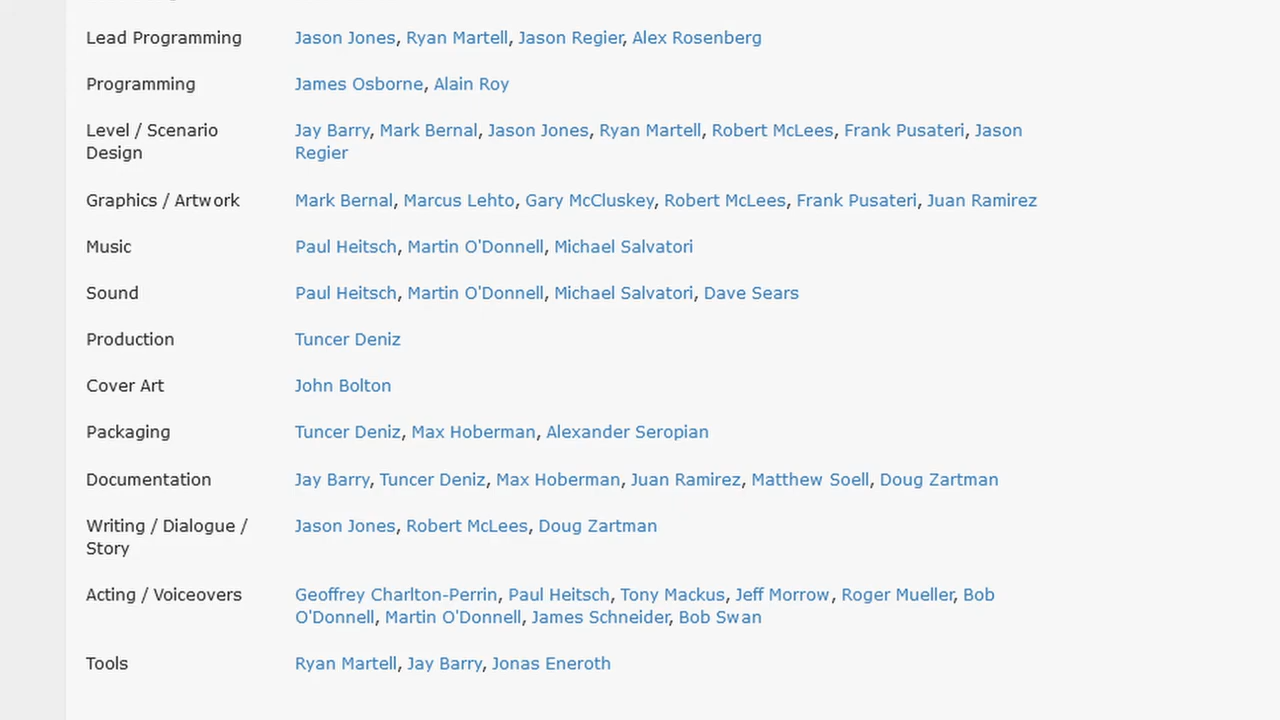 Lead Programming Jason Jones, Ryan Martell, Jason Regier, Alex Rosenberg
Programming James Osborne, Alain Roy
Level / Scenario Jay Barry, Mark Bernal, Jason Jones, Ryan Martell, Robert McLees, Frank Pusateri, Jason
Design Regier
Graphics / Artwork Mark Bernal, Marcus Lehto, Gary McCluskey, Robert McLees, Frank Pusateri, Juan Ramirez
Music Paul Heitsch, Martin O'Donnell, Michael Salvatori
Sound Paul Heitsch, Martin O'Donnell, Michael Salvatori, Dave Sears
Production Tuncer Deniz
Cover Art John Bolton
Packaging Tuncer Deniz, Max Hoberman, Alexander Seropian
Documentation Jay Barry, Tuncer Deniz, Max Hoberman, Juan Ramirez, Matthew Soell, Doug Zartman
Writing / Dialogue / Jason Jones, Robert McLees, Doug Zartman
Story
Acting / Voiceovers Geoffrey Charlton-Perrin, Paul Heitsch, Tony Mackus, Jeff Morrow, Roger Mueller, Bob
O'Donnell, Martin O'Donnell, James Schneider, Bob Swan
Tools Ryan Martell, Jay Barry, Jonas Eneroth